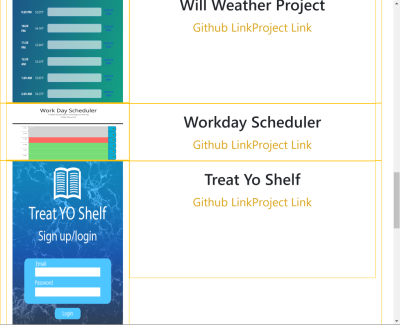 Will Weather Project
Github LinkProject Link
Work Day Scheduler
Workday Scheduler
Github LinkProject Link
Treat Yo Shelf
Github LinkProject Link
Treat YO Shelf
Sign up/login
Email
Password
Login